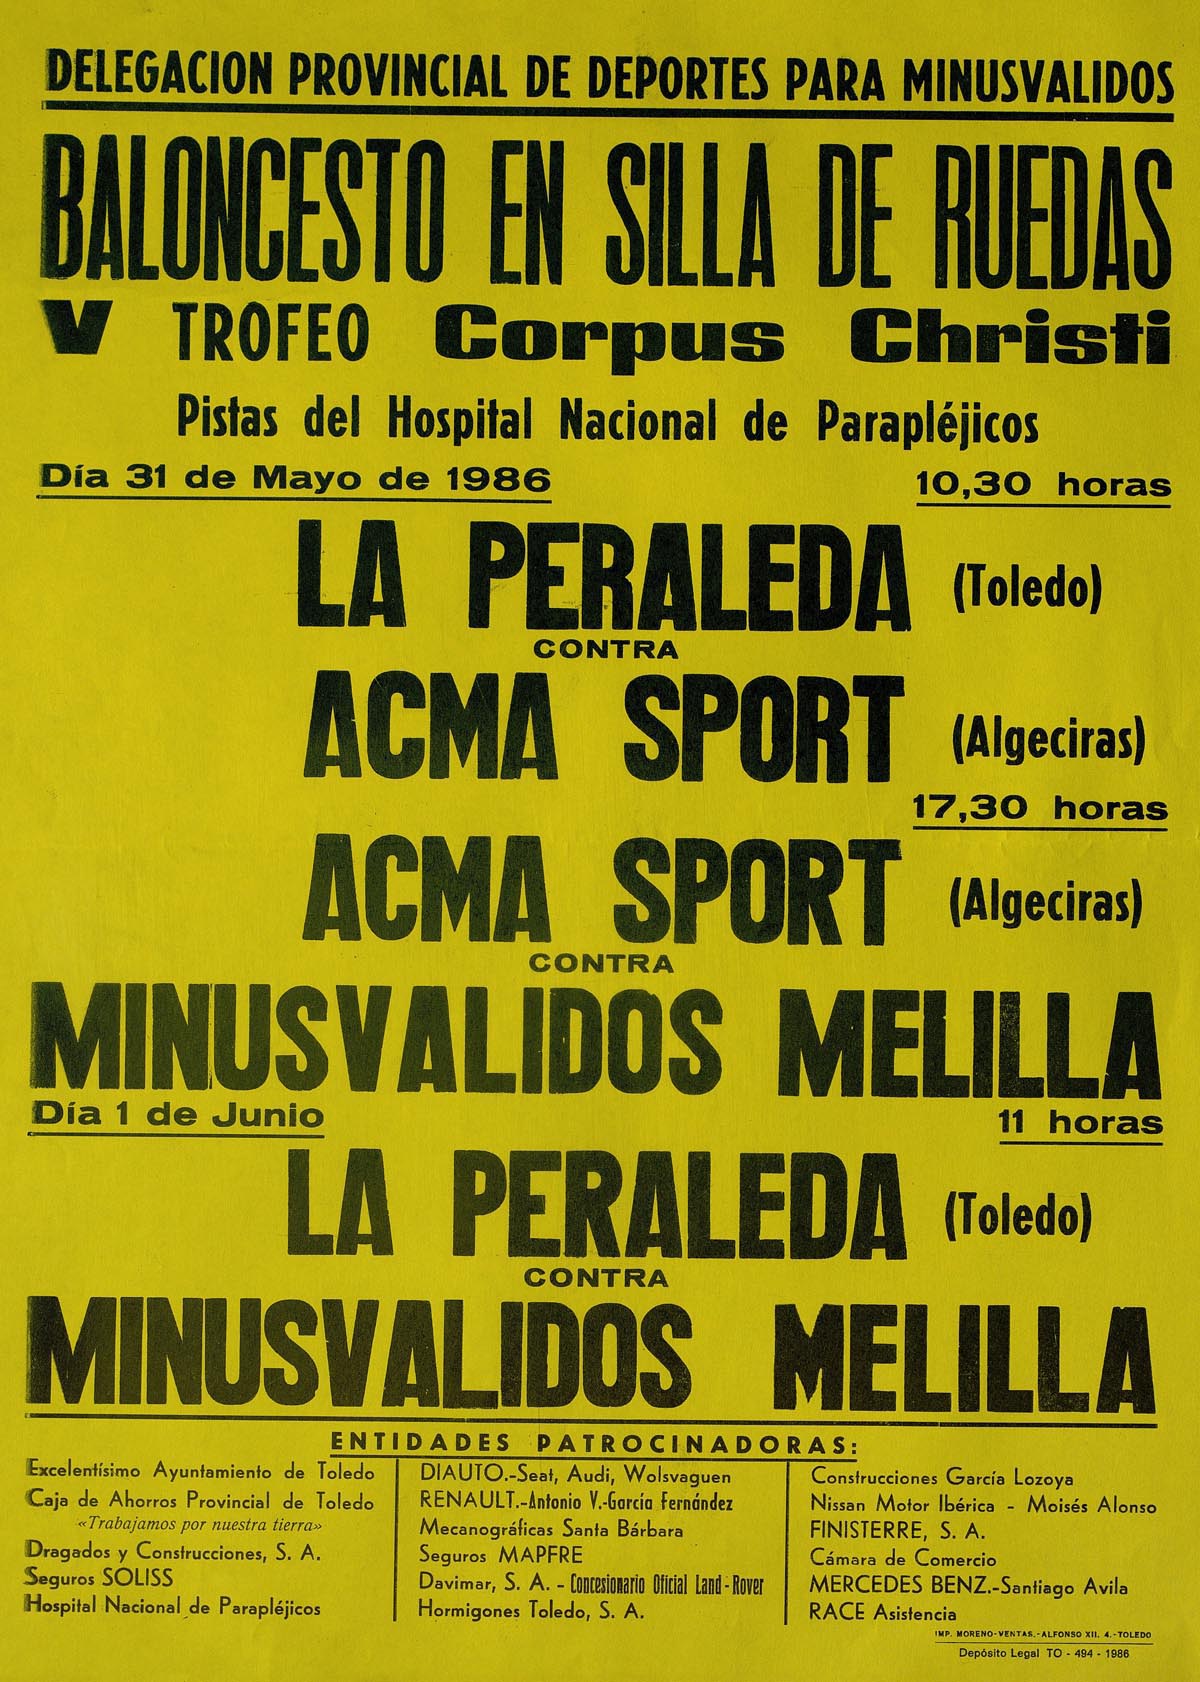 DELEGACION PROVINCIAL DE DEPORTES PARA MINUSVALIDOS
BALONCESTO EN SILLA DE RUEDAS
V TROFEO Corpus Christi
Pistas del Hospital Nacional de Parapléjicos
Día 31 de Mayo de 1986
10,30 horas
LA PERALEDA (Toledo)
CONTRA
ACMA SPORT (Algeciras)
17,30 horas
ACMA SPORT (Algeciras)
CONTRA
MINUSVALIDOS MELILLA
Día 1 de Junio
11 horas
LA PERALEDA (Toledo)
CONTRA
MINUSVALIDOS MELILLA
ENTIDADES PATROCINADORAS:
Excelentísimo Ayuntamiento de Toledo
Caja de Ahorros Provincial de Toledo
«Trabajamos por nuestra tierra»
Dragados y Construcciones, S. A.
Seguros SOLISS
Hospital Nacional de Parapléjicos
DIAUTO.-Seat, Audi, Wolsvaguen
RENAULT.-Antonio V.-García Fernández
Mecanográficas Santa Bárbara
Seguros MAPFRE
Davimar, S. A. - Concesionario Oficial Land-Rover
Hormigones Toledo, S. A.
Construcciones García Lozoya
Nissan Motor Ibérica - Moisés Alonso
FINISTERRE, S. A.
Cámara de Comercio
MERCEDES BENZ.-Santiago Avila
RACE Asistencia
IMP. MORENO-VENTAS.-ALFONSO XII. 4.-TOLEDO
Depósito Legal TO - 494 - 1986